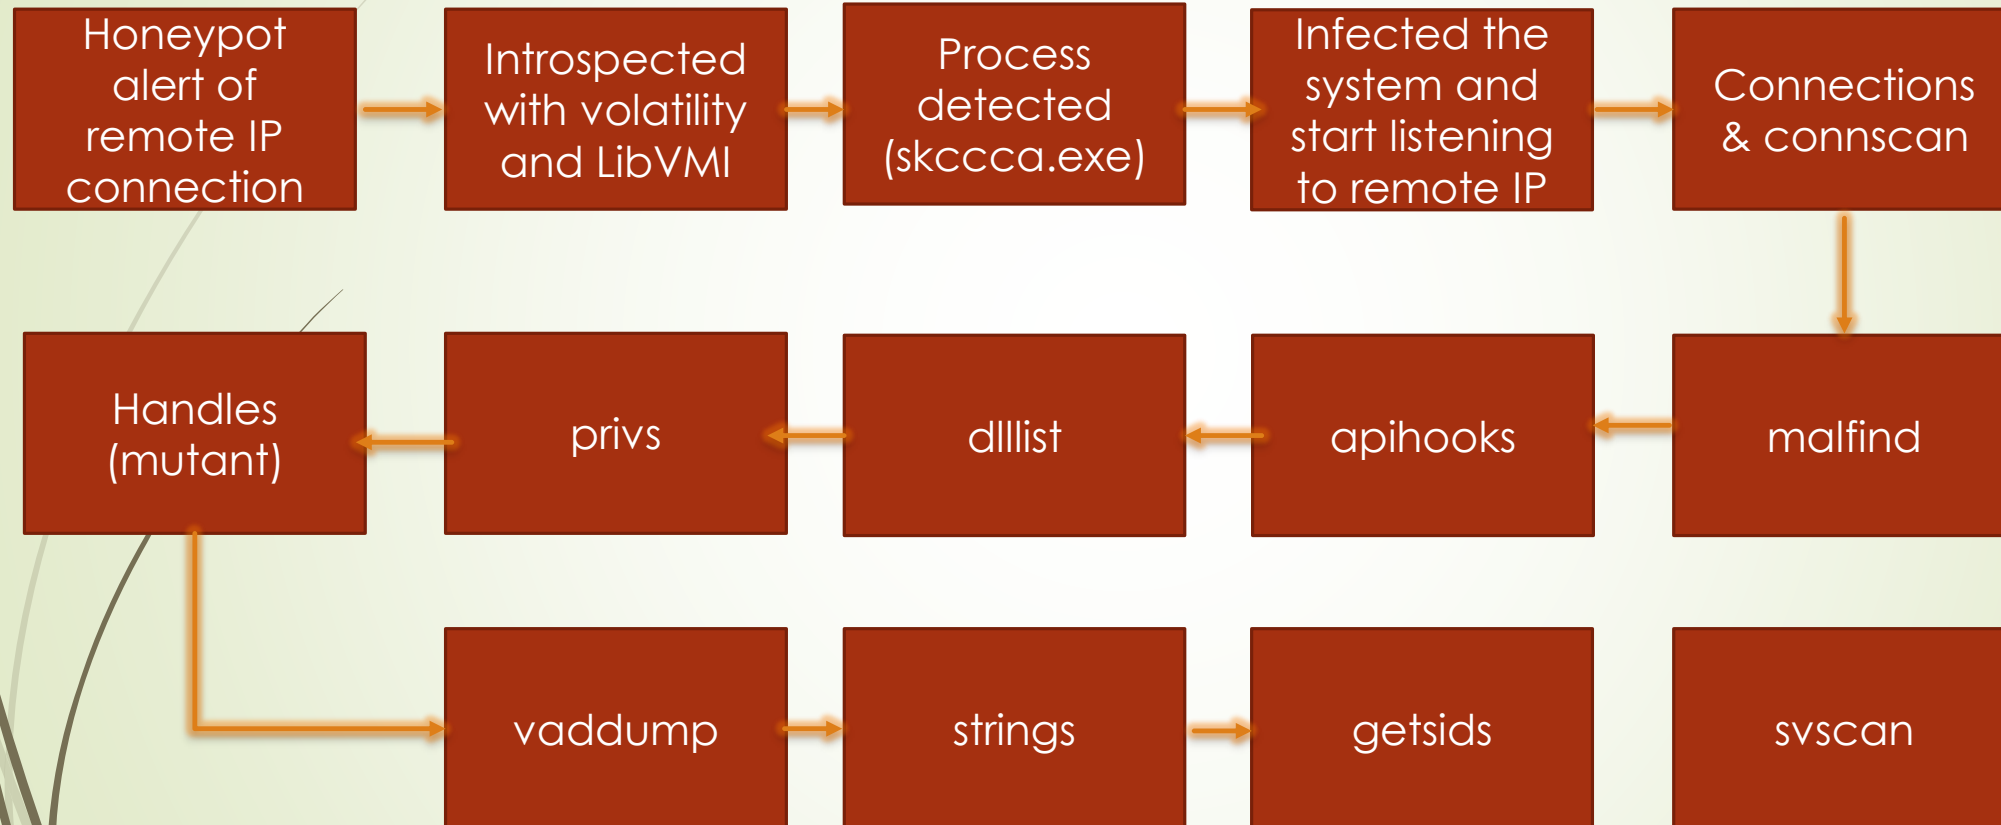 Honeypot
alert of
remote IP
connection
Introspected
with volatility
and LibVMI
Process
detected
(skccca.exe)
Infected the
system and
start listening
to remote IP
Connections
& connscan
Handles
(mutant)
privs
dlllist
apihooks
malfind
vaddump
strings
getsids
svscan